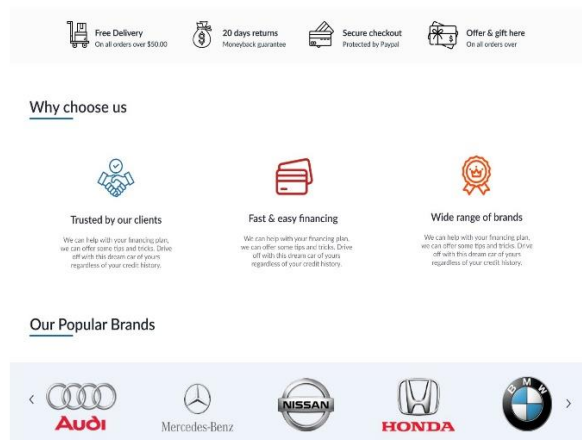 Free Delivery
On all orders over $50.00
20 days returns
Moneyback guarantee
Secure checkout
Protected by Paypal
Offer & gift here
On all orders over
Why choose us
Trusted by our clients
We can help with your financing plan,
we can offer some tips and tricks. Drive
off with this dream car of yours
regardless of your credit history.
Fast & easy financing
We can help with your financing plan,
we can offer some tips and tricks. Drive
off with this dream car of yours
regardless of your credit history.
Wide range of brands
We can help with your financing plan,
we can offer some tips and tricks. Drive
off with this dream car of yours
regardless of your credit history.
Our Popular Brands
Audi
Mercedes-Benz
NISSAN
HONDA
BMW